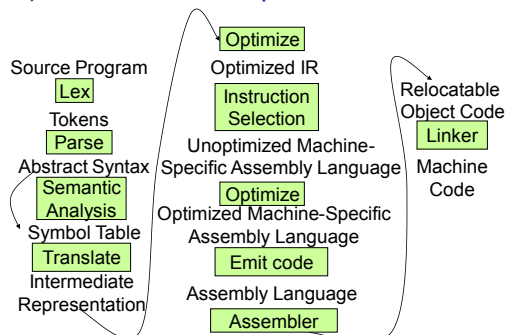 Source Program
Lex
Tokens
Parse
Abstract Syntax
Semantic
Analysis
Symbol Table
Translate
Intermediate
Representation
Optimize
Optimized IR
Instruction
Selection
Unoptimized Machine-
Specific Assembly Language
Optimize
Optimized Machine-Specific
Assembly Language
Emit code
Assembly Language
Assembler
Relocatable
Object Code
Linker
Machine
Code